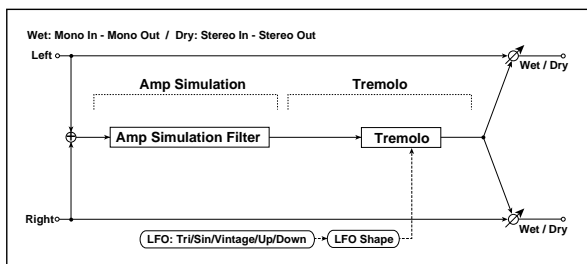 Wet: Mono In - Mono Out / Dry: Stereo In - Stereo Out
Left
Wet / Dry
Amp Simulation
Tremolo
Amp Simulation Filter
Tremolo
Right
LFO: Tri/Sin/Vintage/Up/Down
LFO Shape
Wet / Dry